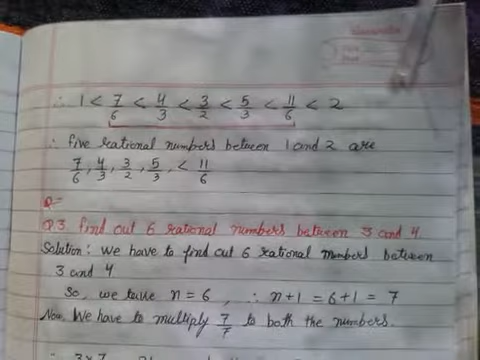 ∴ 1 < 7/6 < 4/3 < 3/2 < 5/3 < 11/6 < 2
∴ five rational numbers between 1 and 2 are
7/6, 4/3, 3/2, 5/3, < 11/6
Q=
Q3. find out 6 rational numbers between 3 and 4
Solution: we have to find out 6 rational numbers between
3 and 4
So, we have n = 6, ∴ n+1 = 6+1 = 7
Now We have to multiply 7/7 to both the numbers.